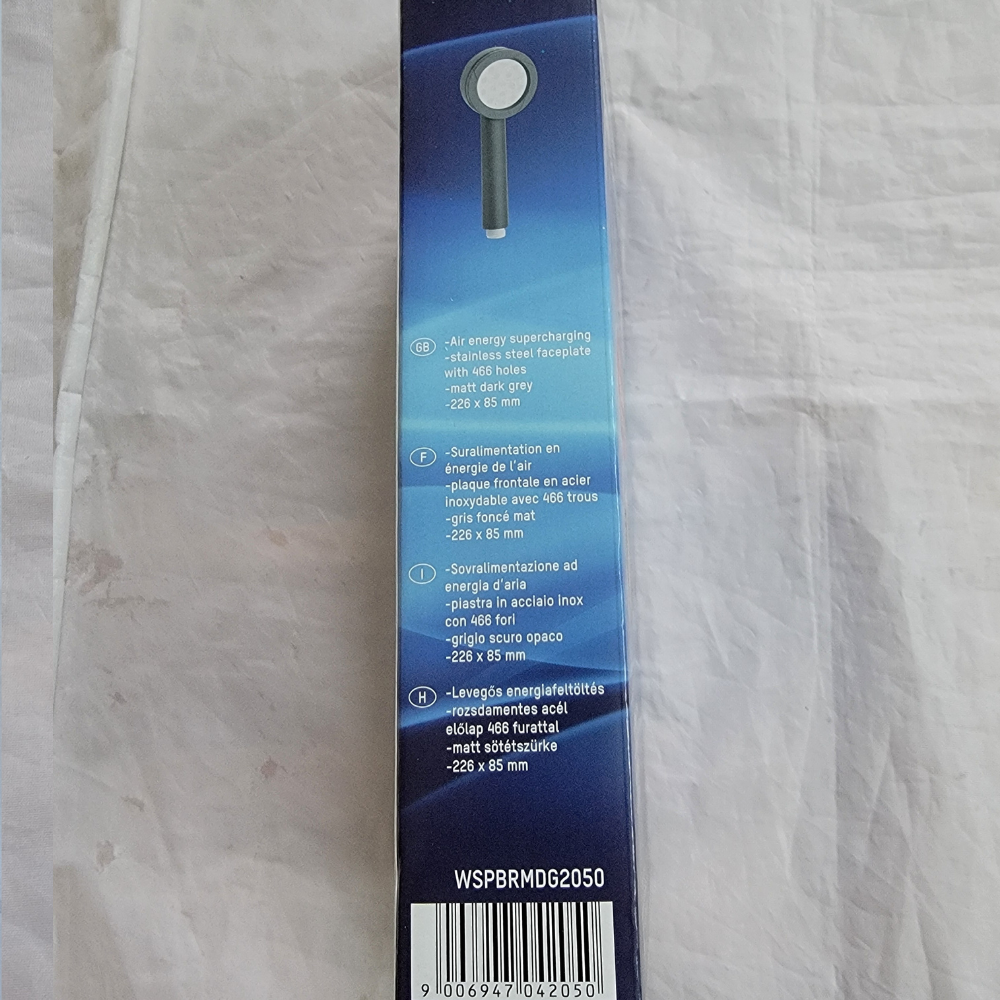 GB
-Air energy supercharging
-stainless steel faceplate
with 466 holes
-matt dark grey
-226 x 85 mm
F
-Suralimentation en
énergie de l'air
-plaque frontale en acier
inoxydable avec 466 trous
-gris foncé mat
-226 x 85 mm
I
-Sovralimentazione ad
energia d'aria
-piastra in acciaio inox
con 466 fori
-grigio scuro opaco
-226 x 85 mm
H
-Levegős energiafeltöltés
-rozsdamentes acél
előlap 466 furattal
-matt sötétszürke
-226 x 85 mm
WSPBRMDG2050
9 006947 042050